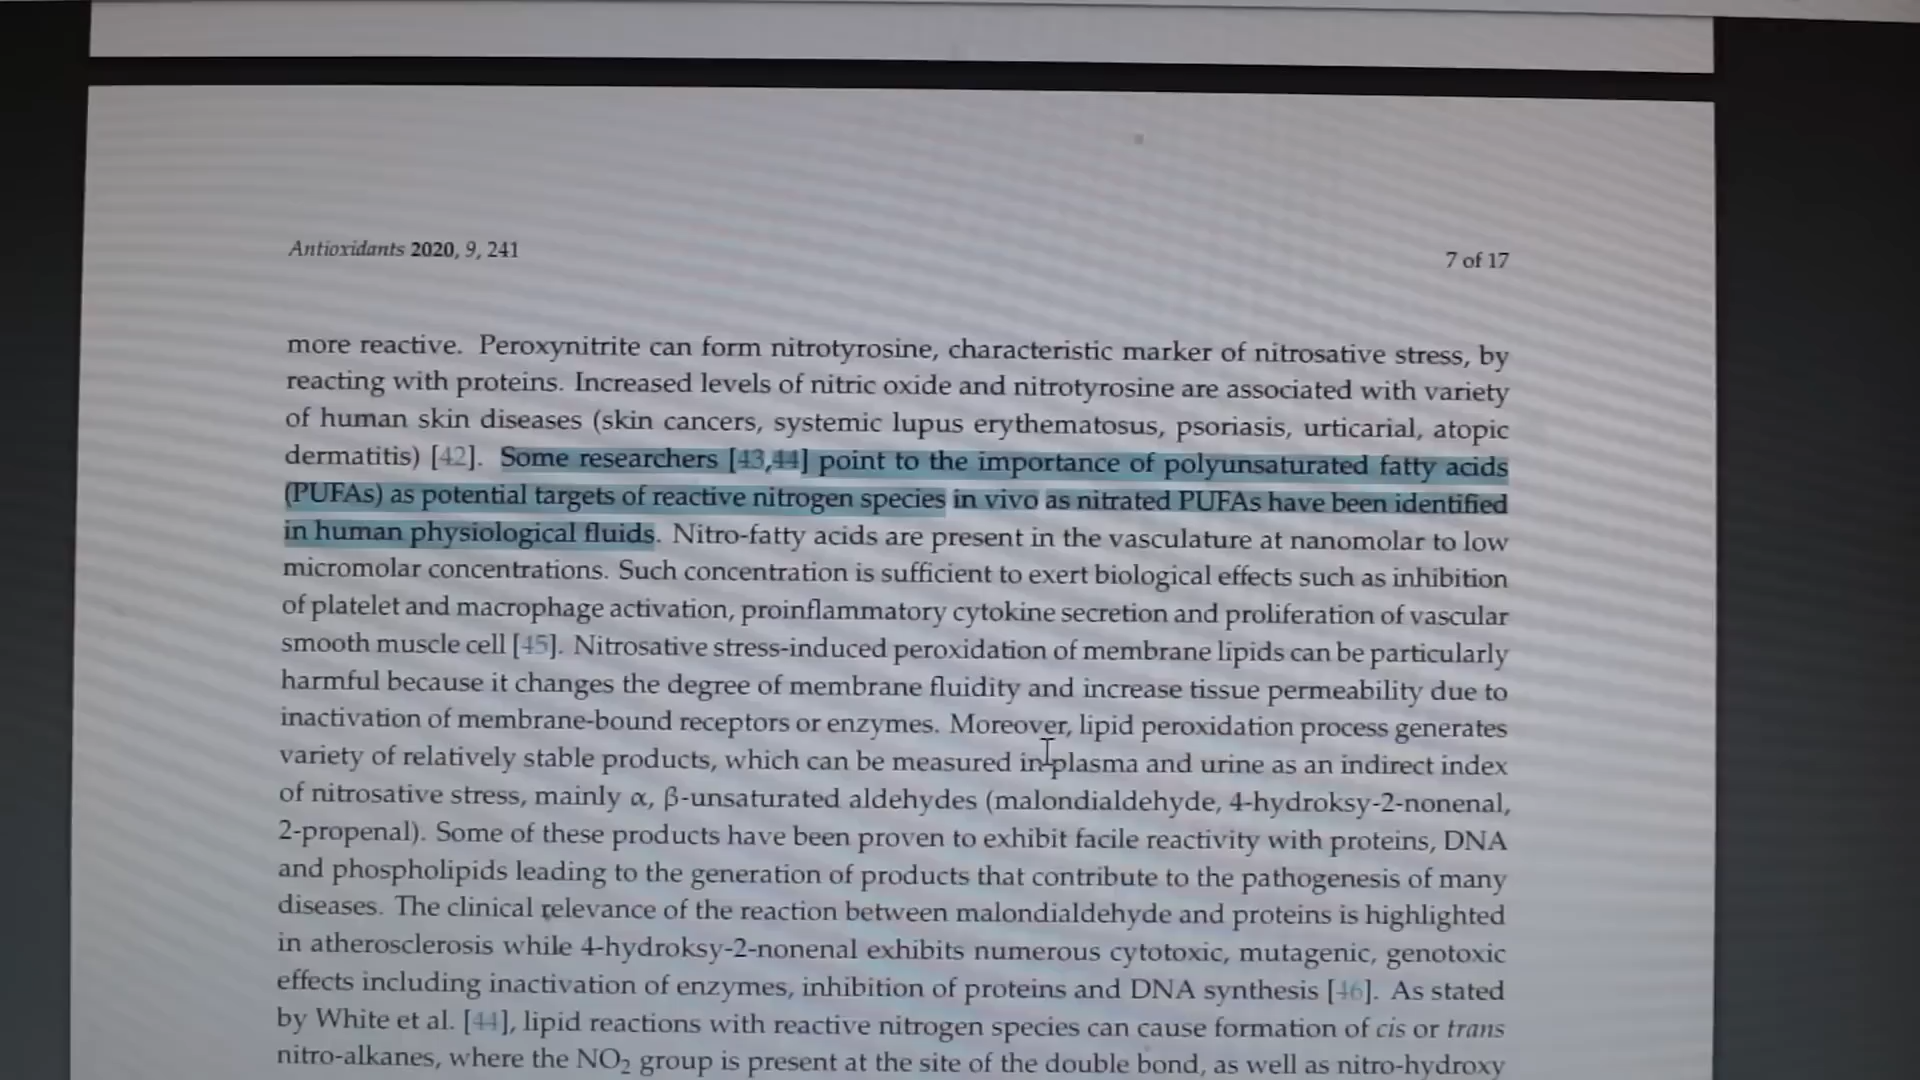 Antioxidants 2020, 9, 241
7 of 17
more reactive. Peroxynitrite can form nitrotyrosine, characteristic marker of nitrosative stress, by
reacting with proteins. Increased levels of nitric oxide and nitrotyrosine are associated with variety
of human skin diseases (skin cancers, systemic lupus erythematosus, psoriasis, urticarial, atopic
dermatitis) [42]. Some researchers [43,44] point to the importance of polyunsaturated fatty acids
(PUFAs) as potential targets of reactive nitrogen species in vivo as nitrated PUFAs have been identified
in human physiological fluids. Nitro-fatty acids are present in the vasculature at nanomolar to low
micromolar concentrations. Such concentration is sufficient to exert biological effects such as inhibition
of platelet and macrophage activation, proinflammatory cytokine secretion and proliferation of vascular
smooth muscle cell [45]. Nitrosative stress-induced peroxidation of membrane lipids can be particularly
harmful because it changes the degree of membrane fluidity and increase tissue permeability due to
inactivation of membrane-bound receptors or enzymes. Moreover, lipid peroxidation process generates
variety of relatively stable products, which can be measured in plasma and urine as an indirect index
of nitrosative stress, mainly α, β-unsaturated aldehydes (malondialdehyde, 4-hydroksy-2-nonenal,
2-propenal). Some of these products have been proven to exhibit facile reactivity with proteins, DNA
and phospholipids leading to the generation of products that contribute to the pathogenesis of many
diseases. The clinical relevance of the reaction between malondialdehyde and proteins is highlighted
in atherosclerosis while 4-hydroksy-2-nonenal exhibits numerous cytotoxic, mutagenic, genotoxic
effects including inactivation of enzymes, inhibition of proteins and DNA synthesis [46]. As stated
by White et al. [44], lipid reactions with reactive nitrogen species can cause formation of cis or trans
nitro-alkanes, where the NO₂ group is present at the site of the double bond, as well as nitro-hydroxy